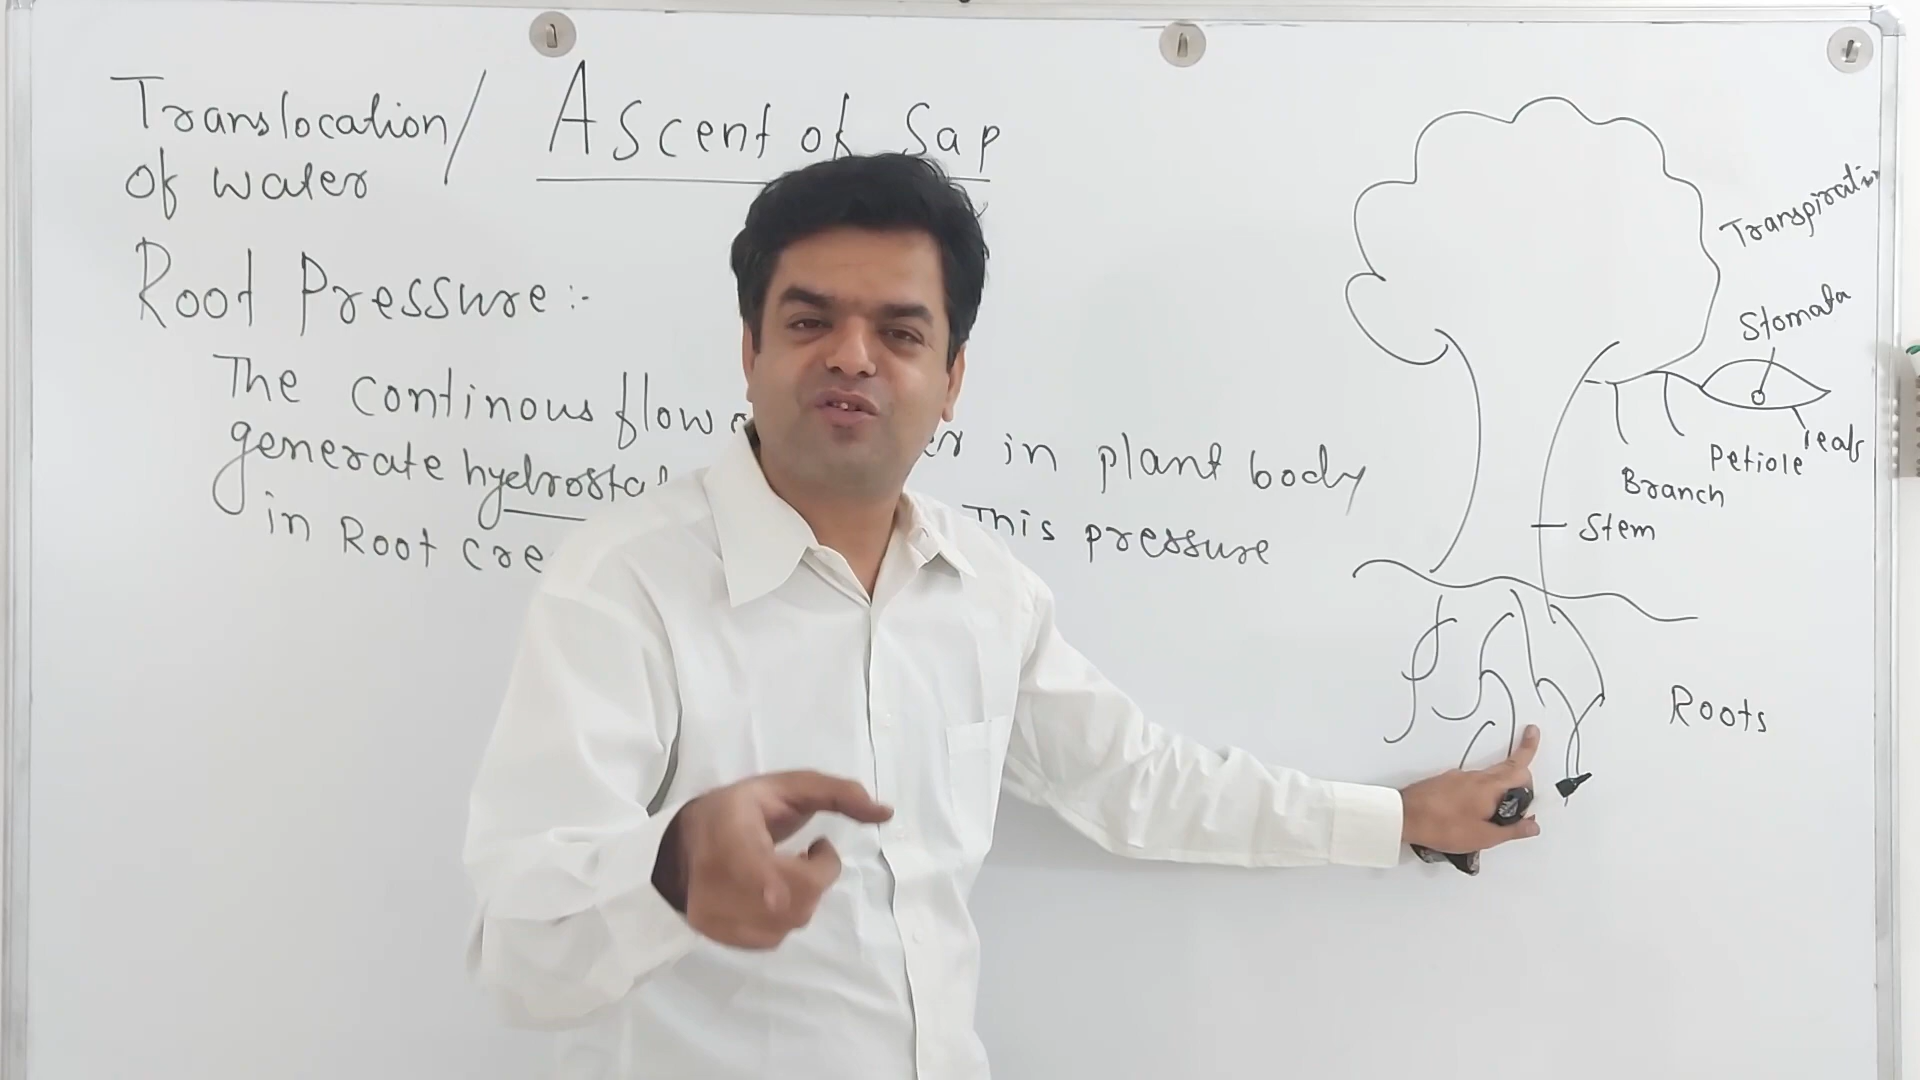 Translocation/ Ascent of Sap
of water
Root Pressure:-
The continous flow in plant body
generate This pressure
in Root
Transpiration
Stomata
leaf
Petiole
Branch
Stem
Roots